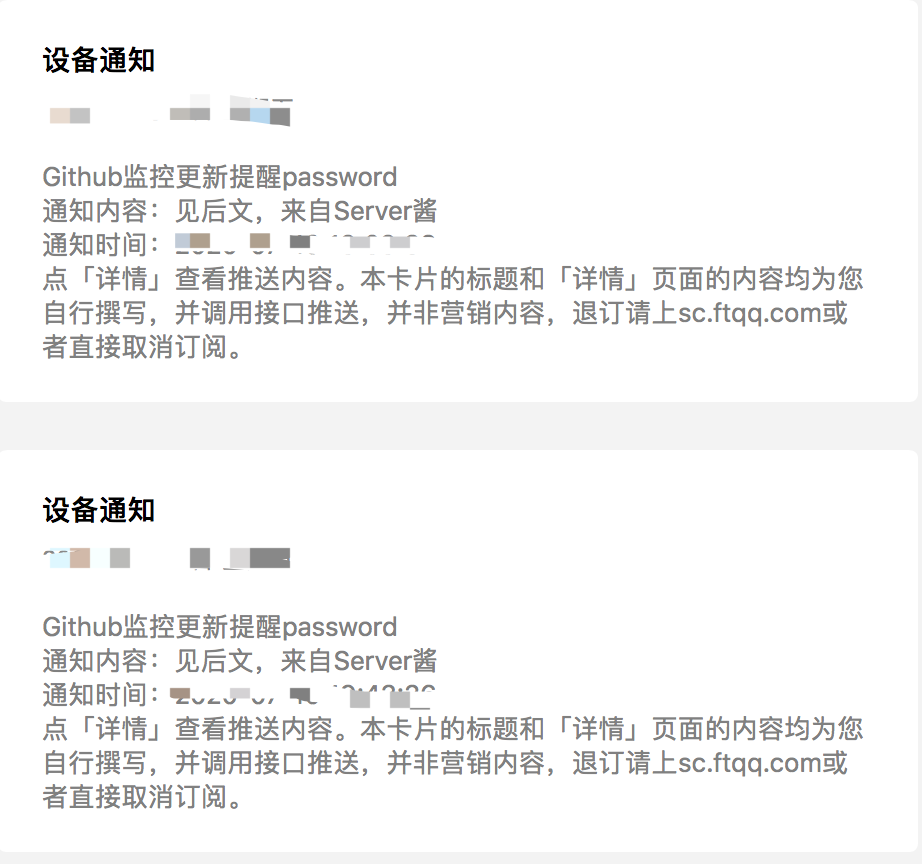 设备通知
Github监控更新提醒password
通知内容：见后文，来自Server酱
通知时间：
点「详情」查看推送内容。本卡片的标题和「详情」页面的内容均为您
自行撰写，并调用接口推送，并非营销内容，退订请上sc.ftqq.com或
者直接取消订阅。
设备通知
Github监控更新提醒password
通知内容：见后文，来自Server酱
通知时间：
点「详情」查看推送内容。本卡片的标题和「详情」页面的内容均为您
自行撰写，并调用接口推送，并非营销内容，退订请上sc.ftqq.com或
者直接取消订阅。